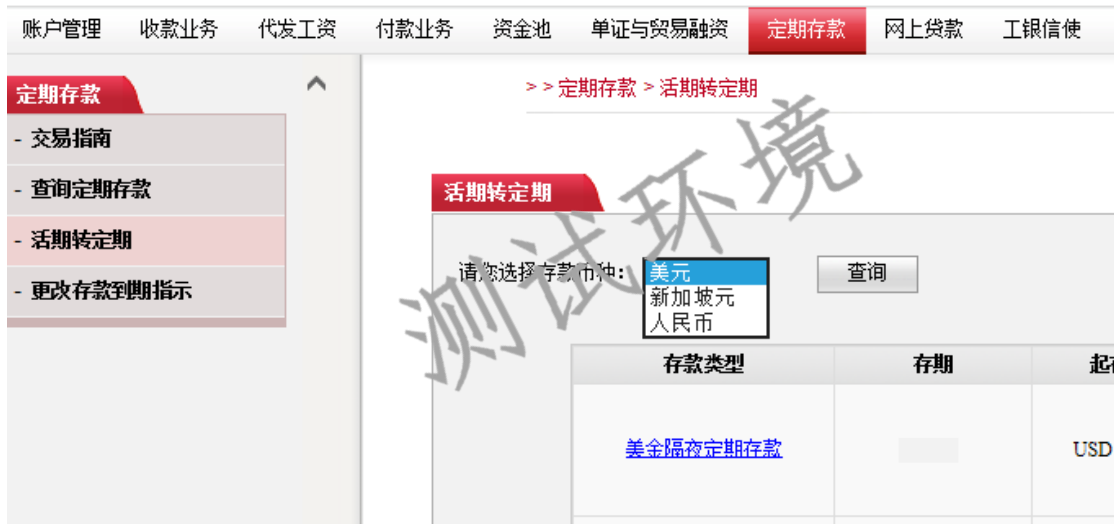 账户管理 收款业务 代发工资 付款业务 资金池 单证与贸易融资 定期存款 网上贷款 工银信使
定期存款
- 交易指南
- 查询定期存款
- 活期转定期
- 更改存款到期指示
> > 定期存款 > 活期转定期
活期转定期
请您选择存款币种： 美元 查询
新加坡元
人民币
测试环境
存款类型 存期 起存
美金隔夜定期存款 USD